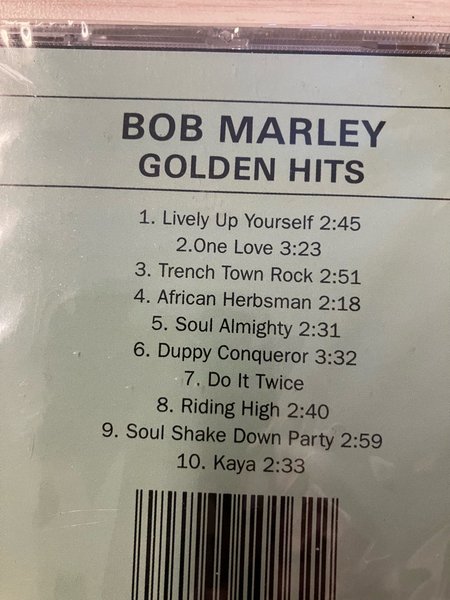 BOB MARLEY
GOLDEN HITS
1. Lively Up Yourself 2:45
2.One Love 3:23
3. Trench Town Rock 2:51
4. African Herbsman 2:18
5. Soul Almighty 2:31
6. Duppy Conqueror 3:32
7. Do It Twice
8. Riding High 2:40
9. Soul Shake Down Party 2:59
10. Kaya 2:33